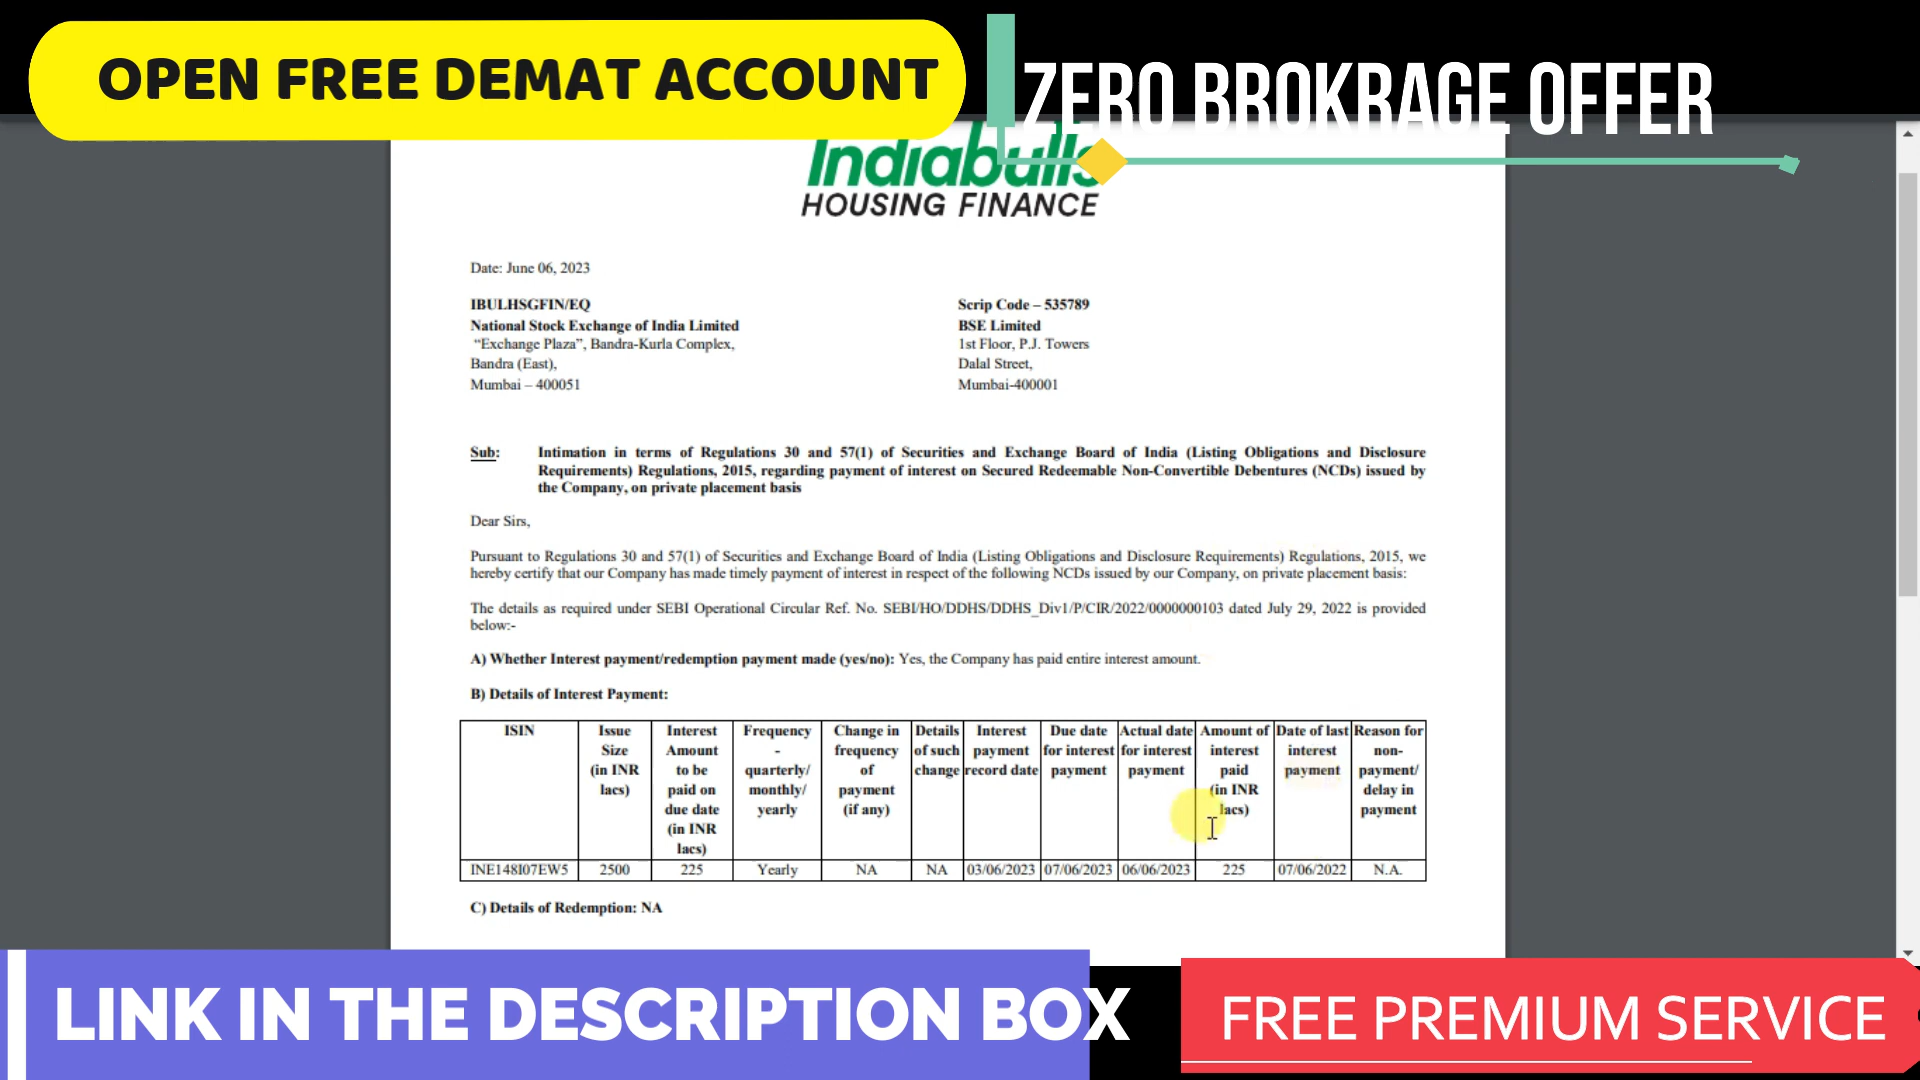 OPEN FREE DEMAT ACCOUNT
ZERO BROKRAGE OFFER
Indiabulls
HOUSING FINANCE
Date: June 06, 2023
IBULHSGFIN/EQ
National Stock Exchange of India Limited
“Exchange Plaza”, Bandra-Kurla Complex,
Bandra (East),
Mumbai – 400051
Scrip Code – 535789
BSE Limited
1st Floor, P.J. Towers
Dalal Street,
Mumbai-400001
Sub: Intimation in terms of Regulations 30 and 57(1) of Securities and Exchange Board of India (Listing Obligations and Disclosure
Requirements) Regulations, 2015, regarding payment of interest on Secured Redeemable Non-Convertible Debentures (NCDs) issued by
the Company, on private placement basis
Dear Sirs,
Pursuant to Regulations 30 and 57(1) of Securities and Exchange Board of India (Listing Obligations and Disclosure Requirements) Regulations, 2015, we
hereby certify that our Company has made timely payment of interest in respect of the following NCDs issued by our Company, on private placement basis:
The details as required under SEBI Operational Circular Ref. No. SEBI/HO/DDHS/DDHS_Div1/P/CIR/2022/0000000103 dated July 29, 2022 is provided
below:-
A) Whether Interest payment/redemption payment made (yes/no): Yes, the Company has paid entire interest amount.
B) Details of Interest Payment:
ISIN
Issue
Size
(in INR
lacs)
Interest
Amount
to be
paid on
due date
(in INR
lacs)
Frequency
-
quarterly/
monthly/
yearly
Change in
frequency
of
payment
(if any)
Details
of such
change
Interest
payment
record date
Due date
for interest
payment
Actual date
for interest
payment
Amount of
interest
paid
(in INR
lacs)
Date of last
interest
payment
Reason for
non-
payment/
delay in
payment
INE148I07EW5 2500 225 Yearly NA NA 03/06/2023 07/06/2023 06/06/2023 225 07/06/2022 N.A.
C) Details of Redemption: NA
LINK IN THE DESCRIPTION BOX
FREE PREMIUM SERVICE